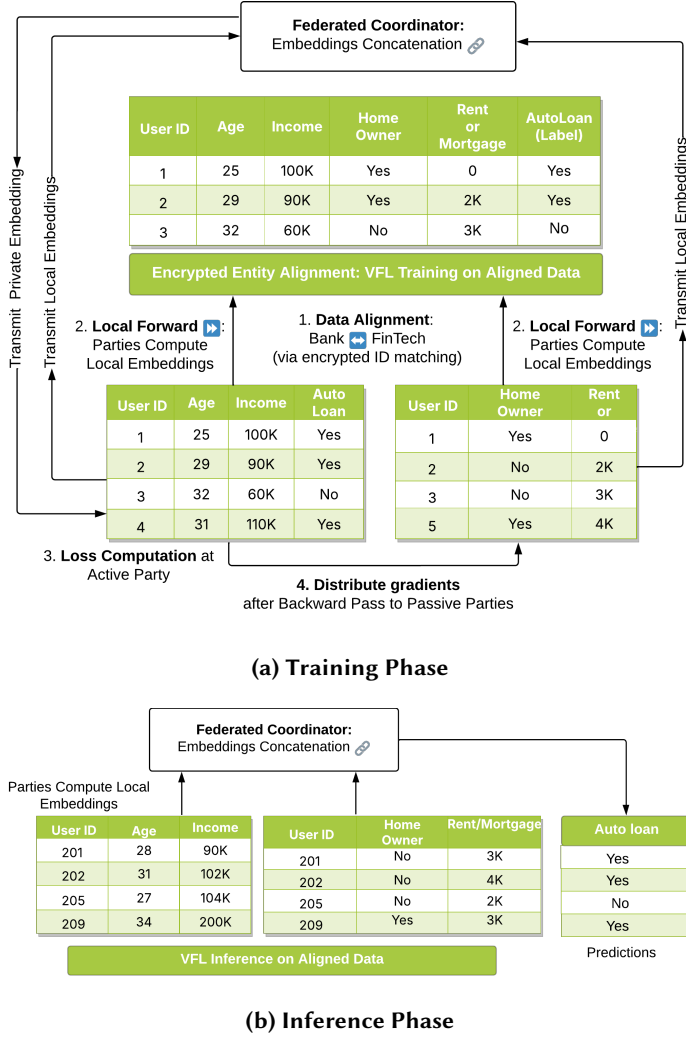 Federated Coordinator:
Embeddings Concatenation
Transmit Private Embedding
Transmit Local Embeddings
Transmit Local Embeddings
User ID Age Income Home Owner Rent or Mortgage AutoLoan (Label)
1 25 100K Yes 0 Yes
2 29 90K Yes 2K Yes
3 32 60K No 3K No
Encrypted Entity Alignment: VFL Training on Aligned Data
2. Local Forward :
Parties Compute
Local Embeddings
1. Data Alignment:
Bank FinTech
(via encrypted ID matching)
2. Local Forward :
Parties Compute
Local Embeddings
User ID Age Income Auto Loan
1 25 100K Yes
2 29 90K Yes
3 32 60K No
4 31 110K Yes
User ID Home Owner Rent or
1 Yes 0
2 No 2K
3 No 3K
5 Yes 4K
3. Loss Computation at
Active Party
4. Distribute gradients
after Backward Pass to Passive Parties
(a) Training Phase
Federated Coordinator:
Embeddings Concatenation
Parties Compute Local
Embeddings
User ID Age Income
201 28 90K
202 31 102K
205 27 104K
209 34 200K
User ID Home Owner Rent/Mortgage
201 No 3K
202 No 4K
205 No 2K
209 Yes 3K
Auto loan
Yes
Yes
No
Yes
Predictions
VFL Inference on Aligned Data
(b) Inference Phase